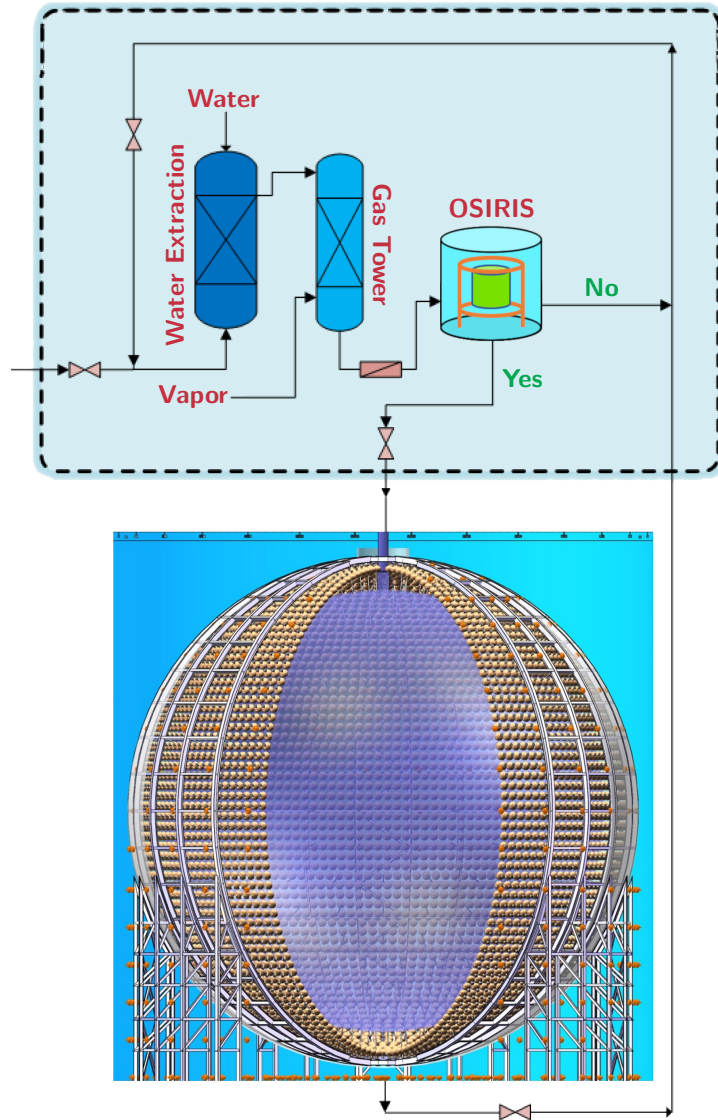 Water
Water Extraction
Gas Tower
OSIRIS
No
Vapor
Yes